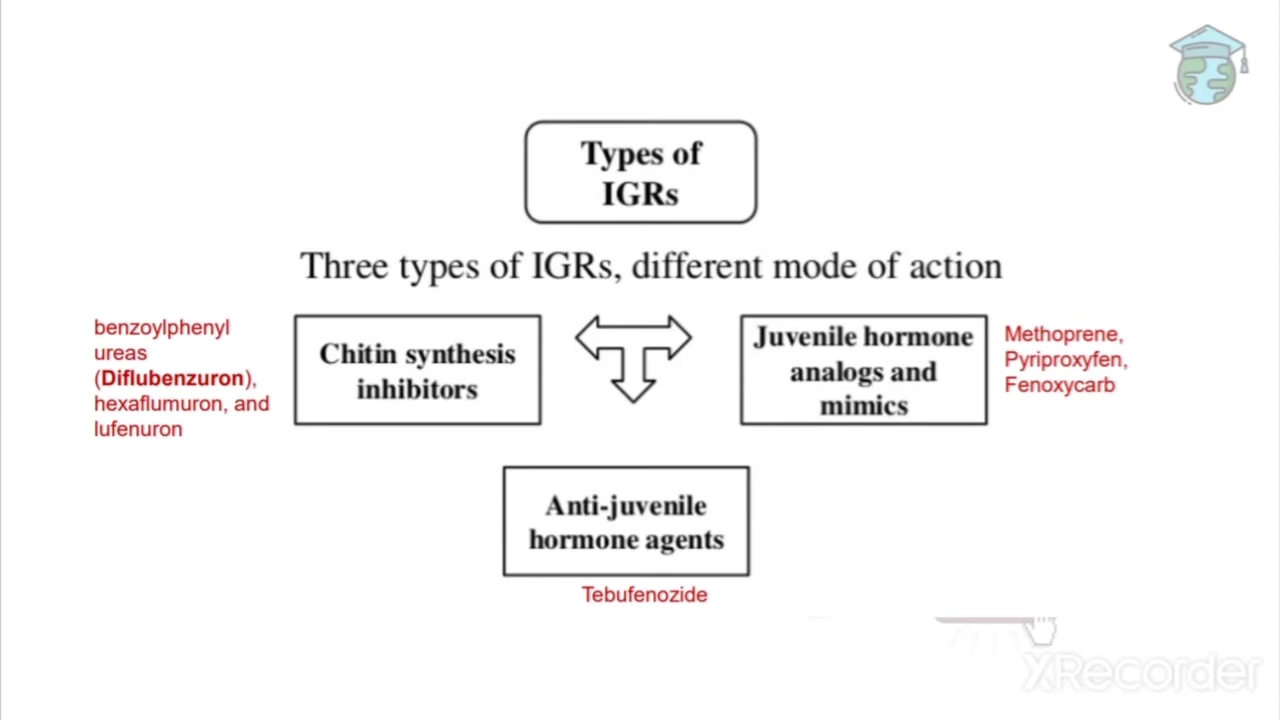 Types of
IGRs
Three types of IGRs, different mode of action
benzoylphenyl
ureas
(Diflubenzuron),
hexaflumuron, and
lufenuron
Chitin synthesis
inhibitors
Juvenile hormone
analogs and
mimics
Methoprene,
Pyriproxyfen,
Fenoxycarb
Anti-juvenile
hormone agents
Tebufenozide
XRecorder